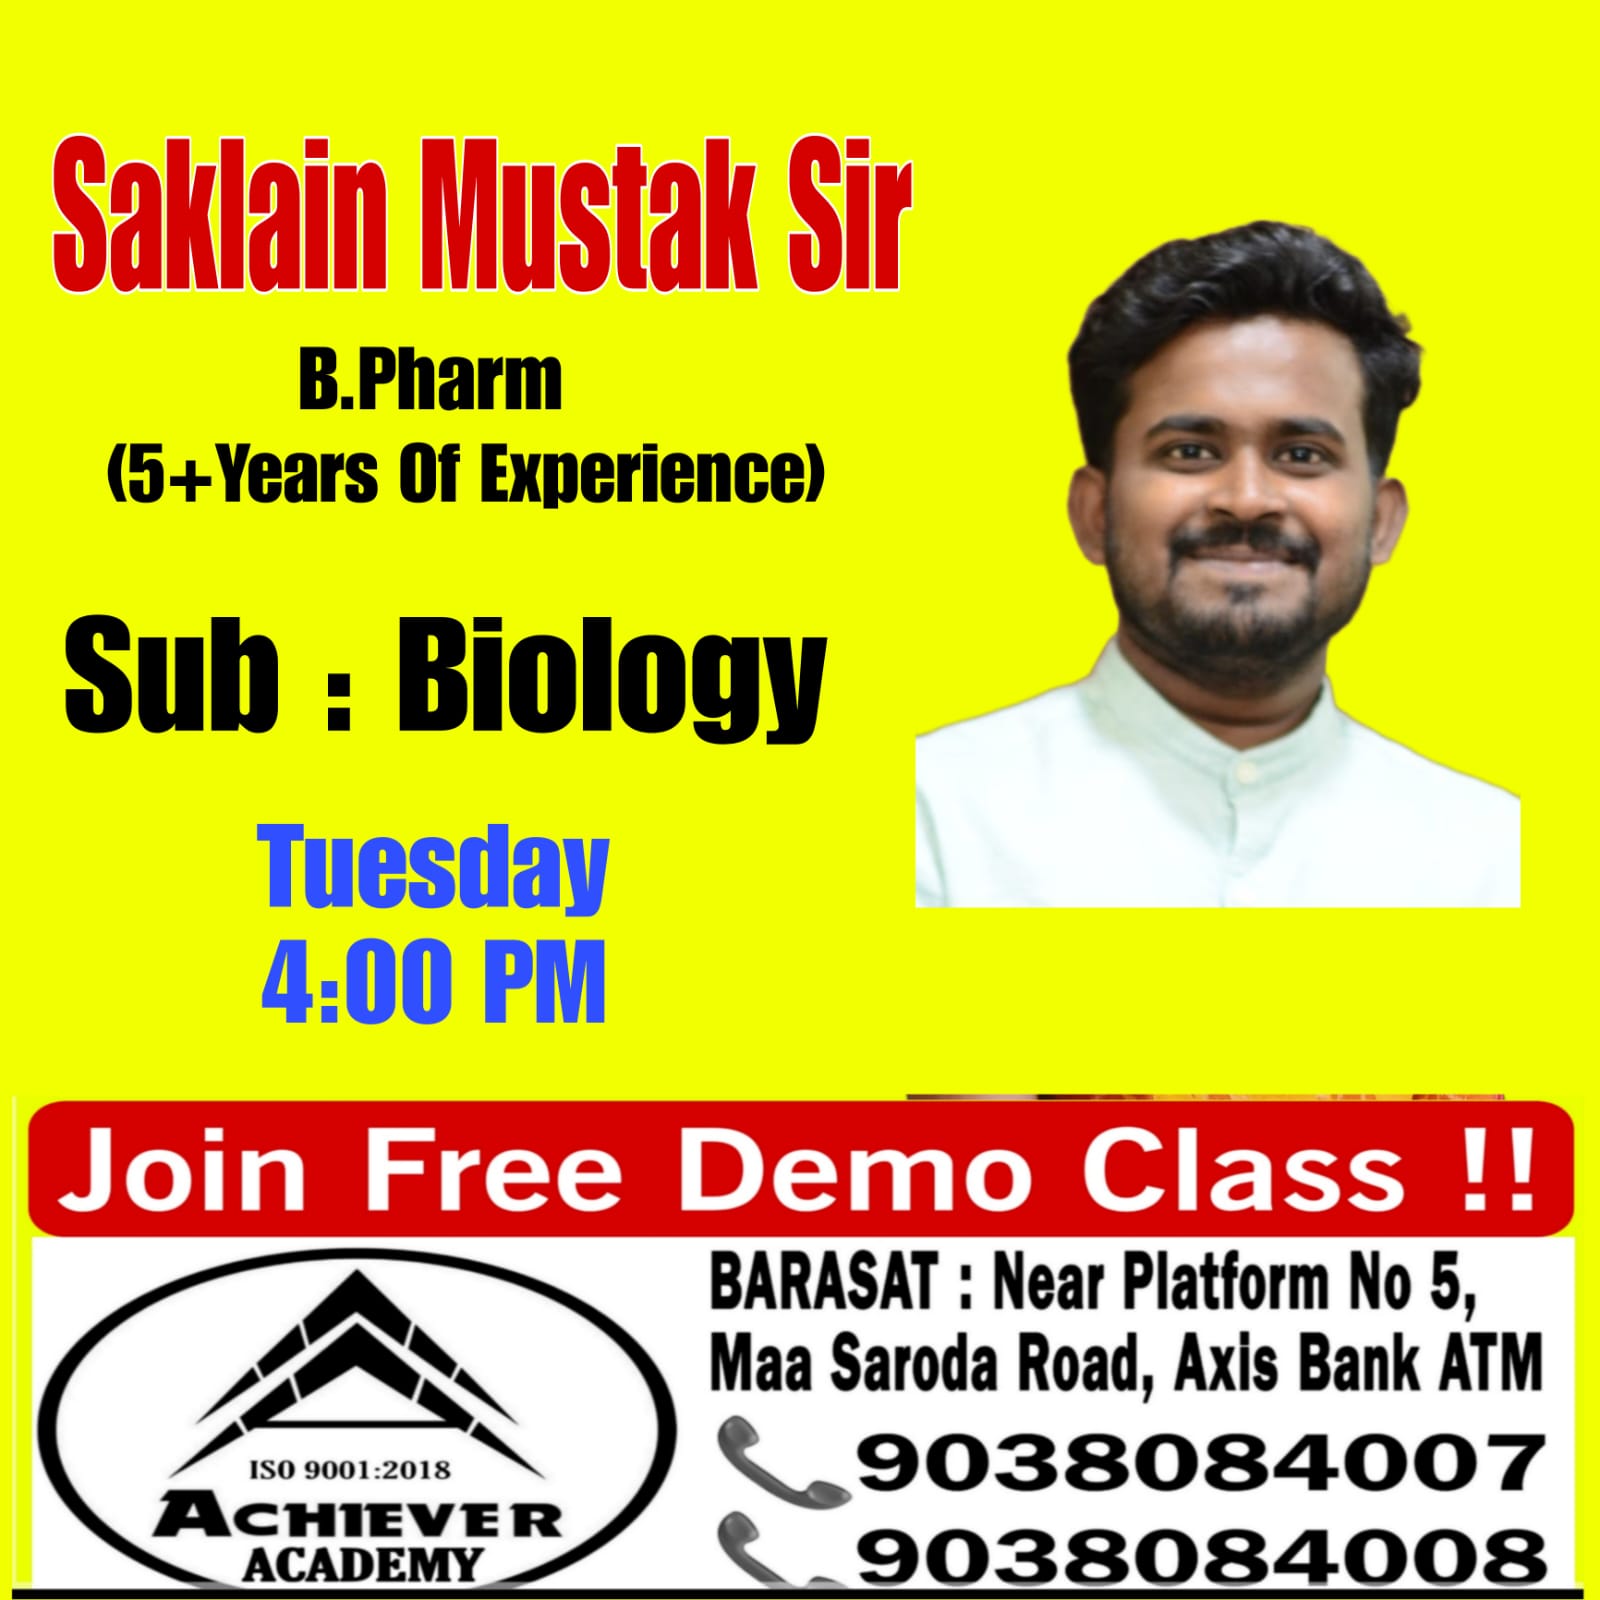 Saklain Mustak Sir
B.Pharm
(5+Years Of Experience)
Sub : Biology
Tuesday
4:00 PM
Join Free Demo Class !!
ISO 9001:2018
ACHIEVER
ACADEMY
BARASAT : Near Platform No 5,
Maa Saroda Road, Axis Bank ATM
9038084007
9038084008